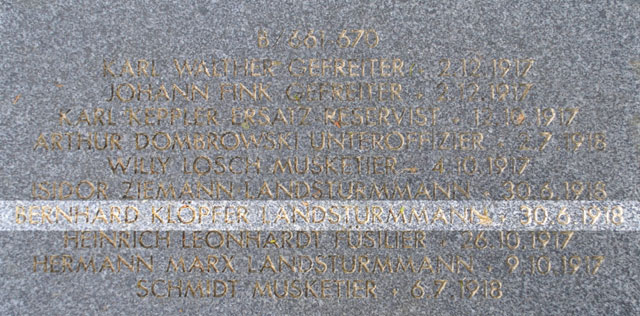 B / 661-670
KARL WALTHER GEFREITER + 2.12.1917
JOHANN FINK GEFREITER + 3.12.1917
KARL KEPPLER ERSATZ RESERVIST + 12.10.1917
ARTHUR DOMBROWSKI UNTEROFFIZIER + 2.7.1918
WILLY LOSCH MUSKETIER + 4.10.1917
ISIDOR ZIEMANN LANDSTURMMANN + 30.6.1918
BERNHARD KLÖPFER LANDSTURMMANN + 30.6.1918
HEINRICH LEONHARDT FÜSILIER + 26.10.1917
HERMANN MARX LANDSTURMMANN + 9.10.1917
SCHMIDT MUSKETIER + 6.7.1918